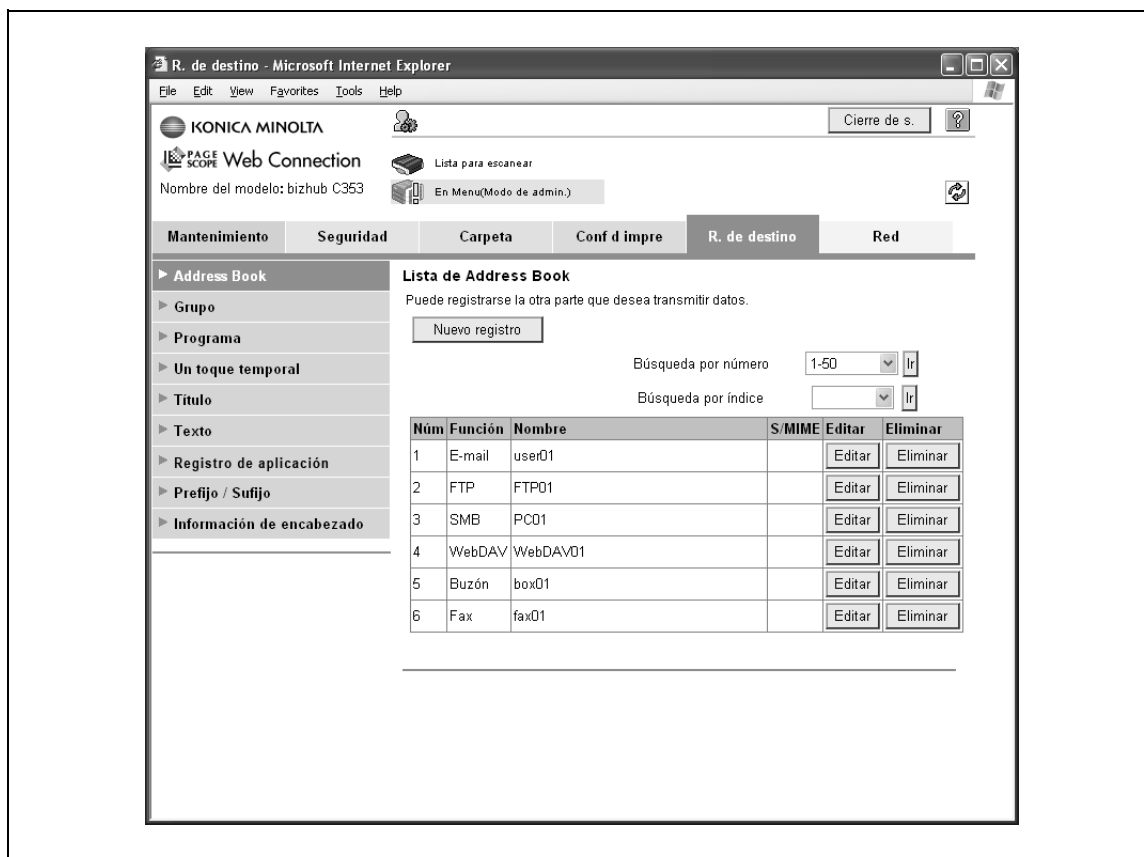 R. de destino - Microsoft Internet Explorer
File Edit View Favorites Tools Help
KONICA MINOLTA
Cierre de s. ?
PAGE SCOPE Web Connection
Lista para escanear
Nombre del modelo: bizhub C353
En Menu(Modo de admin.)
Mantenimiento Seguridad Carpeta Conf d impre R. de destino Red
Address Book
Grupo
Programa
Un toque temporal
Título
Texto
Registro de aplicación
Prefijo / Sufijo
Información de encabezado
Lista de Address Book
Puede registrarse la otra parte que desea transmitir datos.
Nuevo registro
Búsqueda por número 1-50 Ir
Búsqueda por índice Ir
Núm Función Nombre S/MIME Editar Eliminar
1 E-mail user01 Editar Eliminar
2 FTP FTP01 Editar Eliminar
3 SMB PC01 Editar Eliminar
4 WebDAV WebDAV01 Editar Eliminar
5 Buzón box01 Editar Eliminar
6 Fax fax01 Editar Eliminar